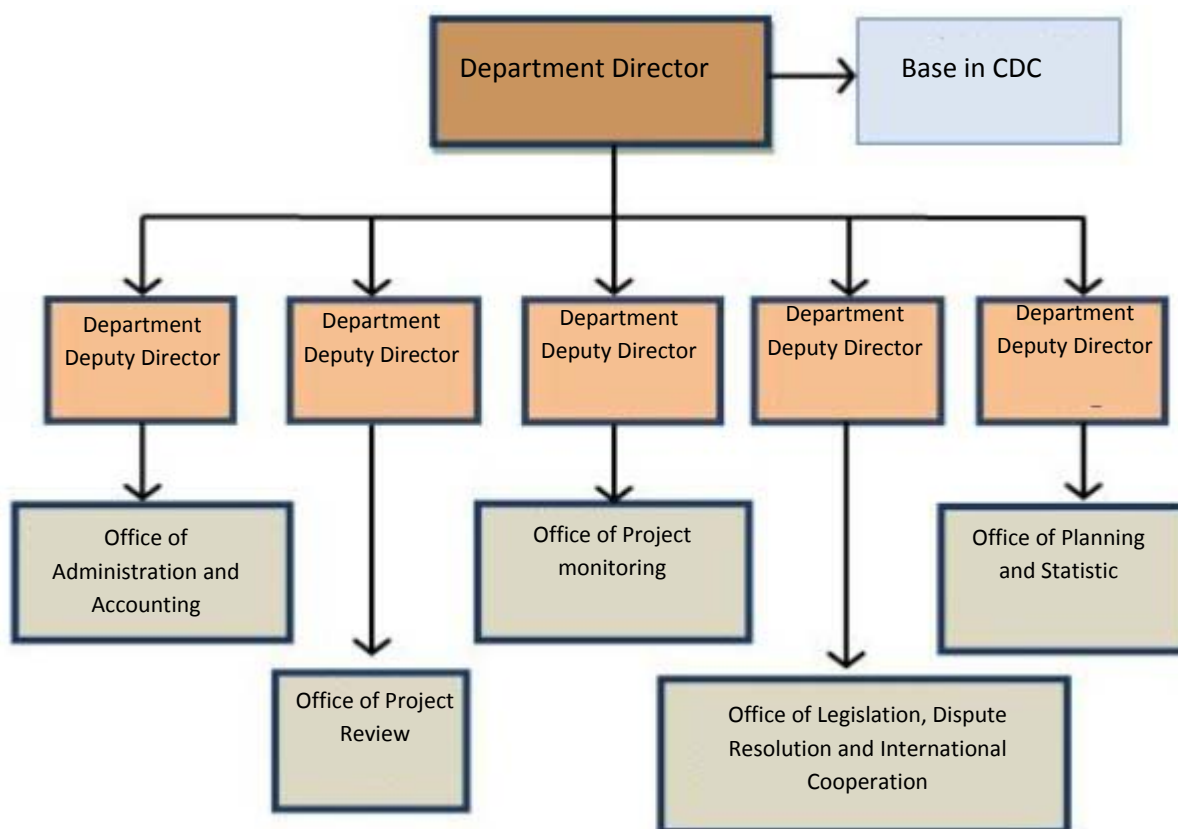 Department Director
Base in CDC
Department
Deputy Director
Department
Deputy Director
Department
Deputy Director
Department
Deputy Director
Department
Deputy Director
Office of
Administration and
Accounting
Office of Project
monitoring
Office of Planning
and Statistic
Office of Project
Review
Office of Legislation, Dispute
Resolution and International
Cooperation